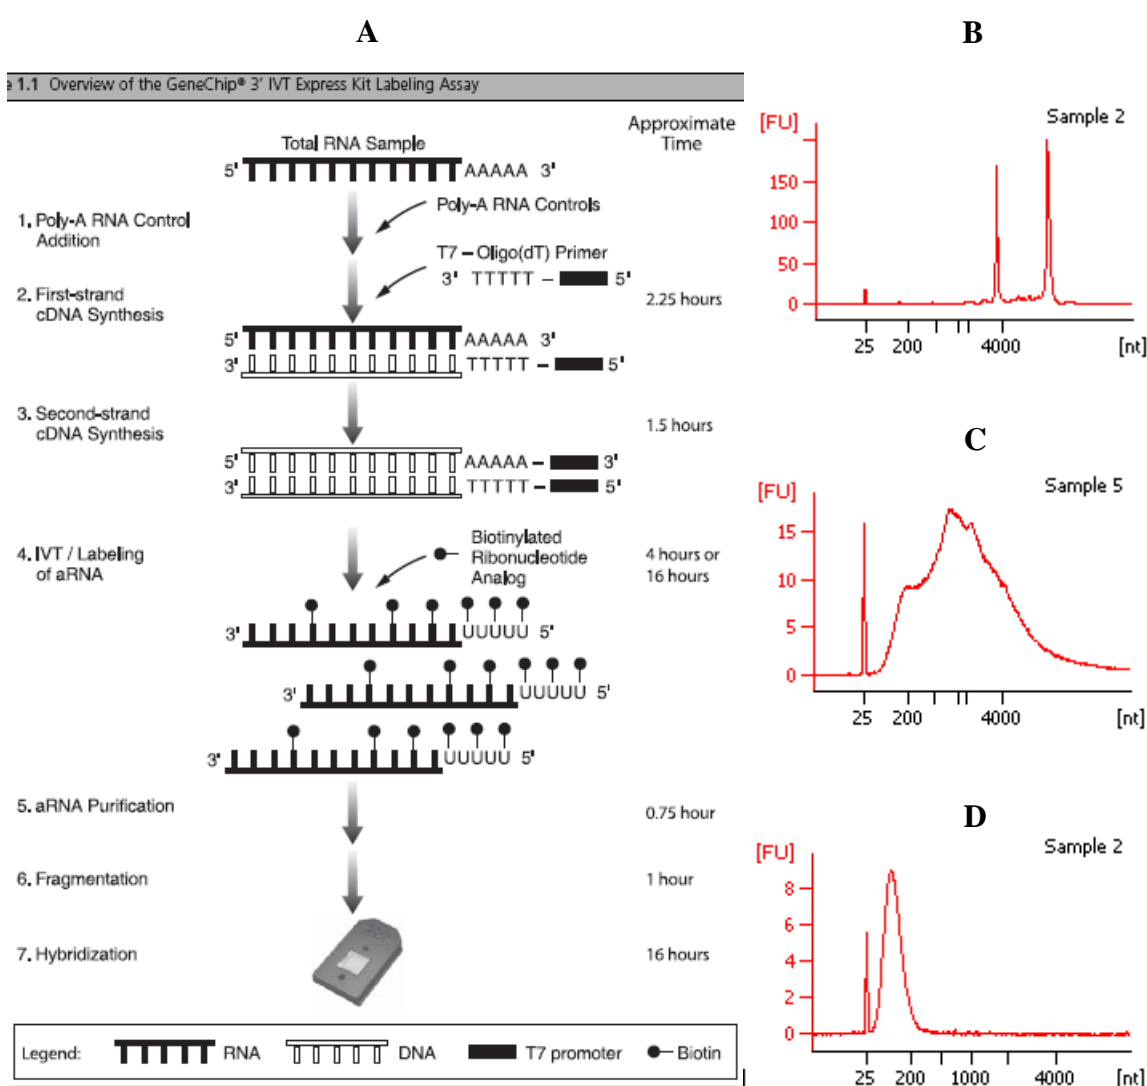 A
e 1.1 Overview of the GeneChip® 3' IVT Express Kit Labeling Assay
Approximate
Time
Total RNA Sample
5' AAAAA 3'
1. Poly-A RNA Control
Addition
Poly-A RNA Controls
T7 – Oligo(dT) Primer
3' TTTTT – 5'
2. First-strand
cDNA Synthesis
2.25 hours
AAAAA 3'
3' TTTTT – 5'
3. Second-strand
cDNA Synthesis
1.5 hours
5' AAAAA – 3'
3' TTTTT – 5'
4. IVT / Labeling
of aRNA
Biotinylated
Ribonucleotide
Analog
4 hours or
16 hours
3' UUUUU 5'
3' UUUUU 5'
3' UUUUU 5'
5. aRNA Purification
0.75 hour
6. Fragmentation
1 hour
7. Hybridization
16 hours
Legend: RNA DNA T7 promoter Biotin
B
Sample 2
[FU]
150
100
50
0
25 200 4000 [nt]
C
Sample 5
[FU]
15
10
5
0
25 200 4000 [nt]
D
Sample 2
[FU]
8
6
4
2
0
25 200 1000 4000 [nt]